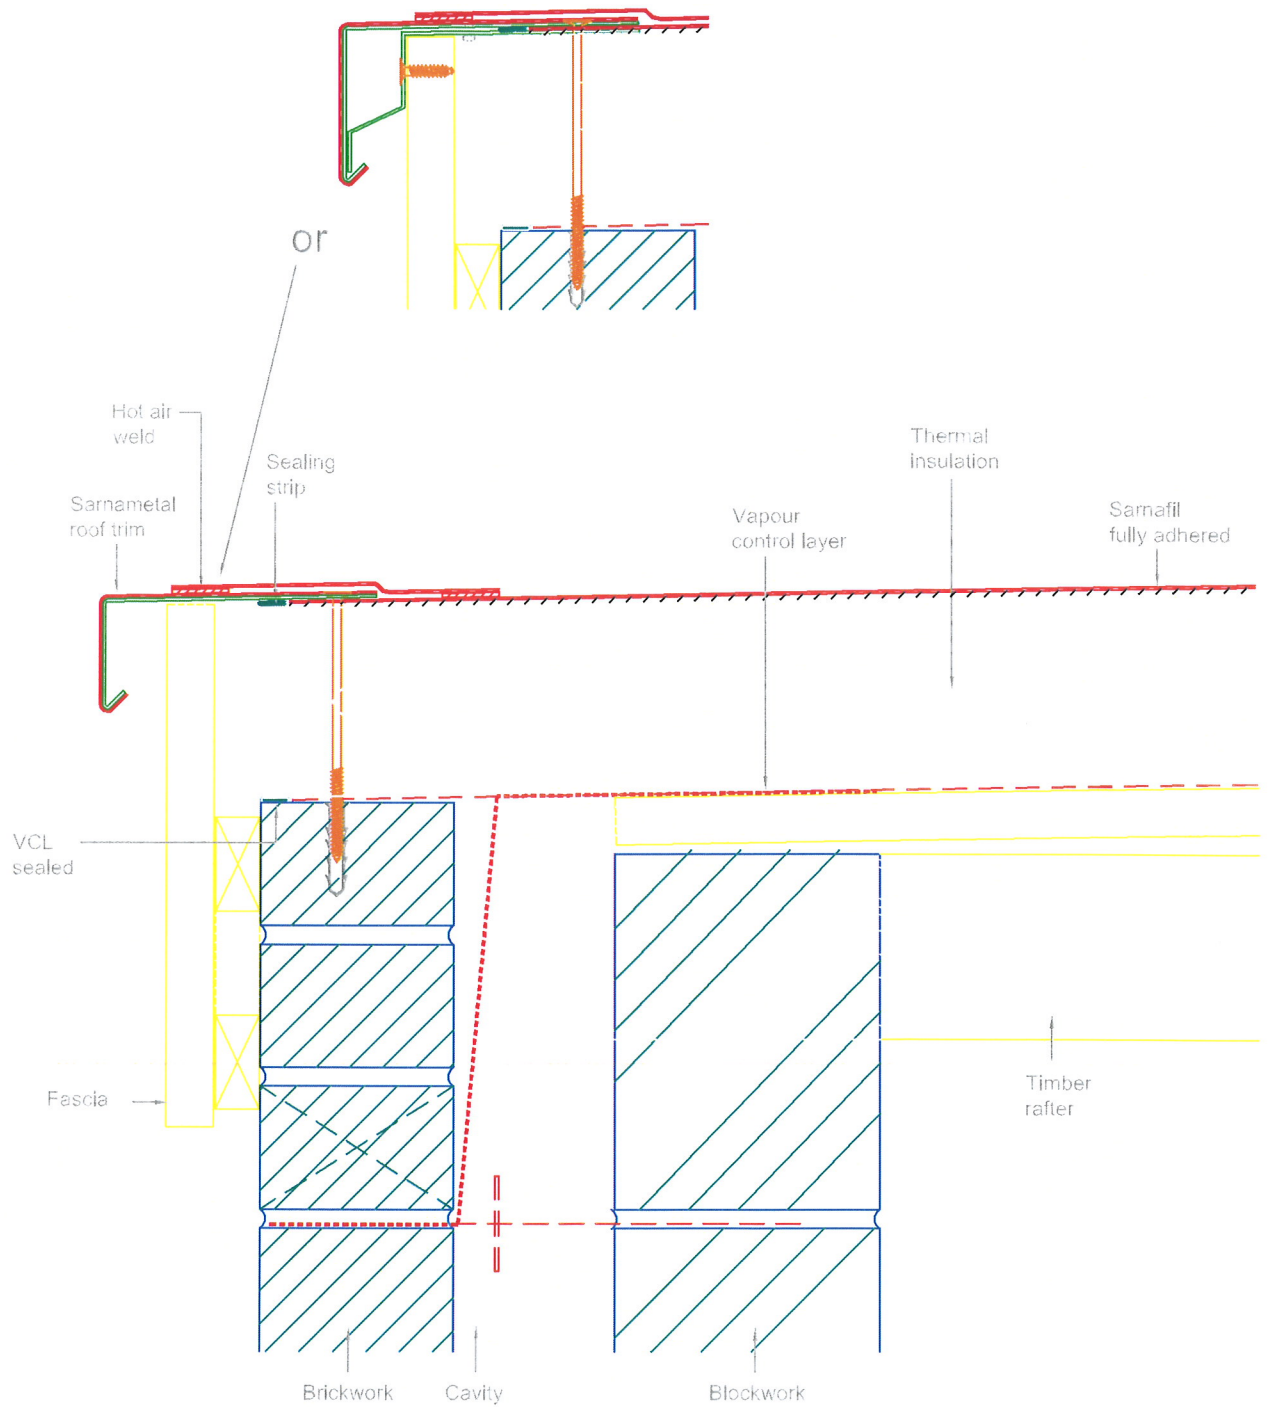 or
Hot air
weld
Sealing
strip
Sarnametal
roof trim
Thermal
insulation
Vapour
control layer
Sarnafil
fully adhered
VCL
sealed
Fascia
Timber
rafter
Brickwork
Cavity
Blockwork